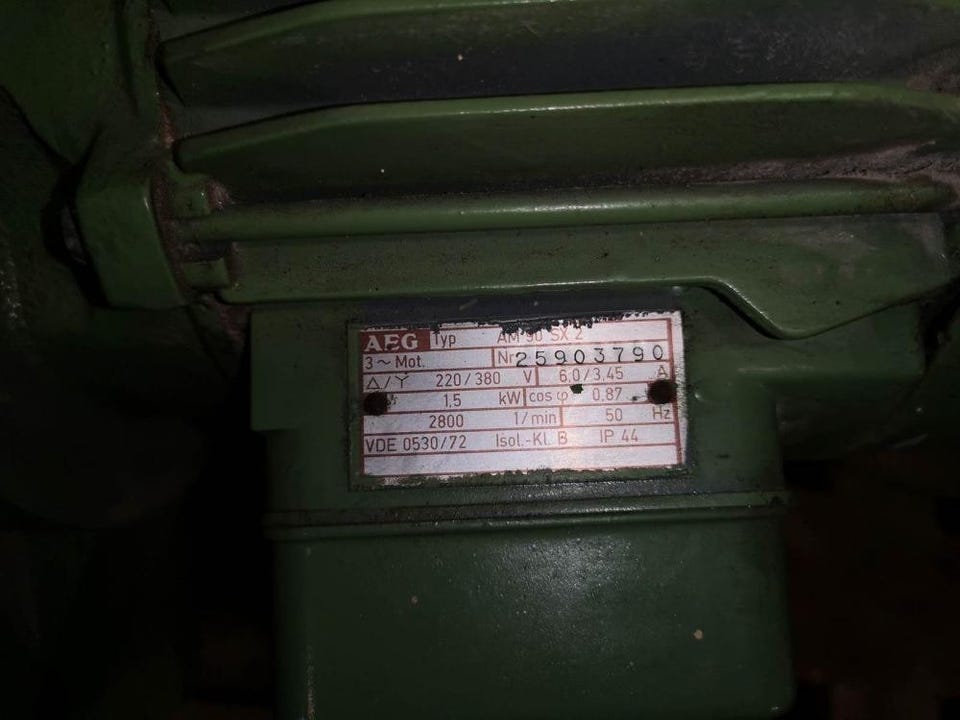 AEG Typ AM 90 SX 2
3~ Mot. Nr 25903790
△/Y 220/380 V 6,0/3,45 A
1,5 kW cos φ 0,87
2800 1/min 50 Hz
VDE 0530/72 Isol.-Kl. B IP 44